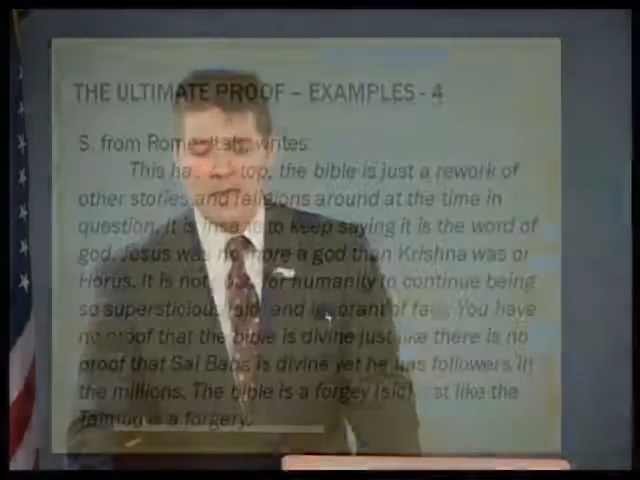 THE ULTIMATE PROOF – EXAMPLES - 4
S. from Rome, Italy, writes:
This has to stop, the bible is just a rework of
other stories and religions around at the time in
question. It is insane to keep saying it is the word of
god. Jesus was no more a god than Krishna was or
Horus. It is not for humanity to continue being
so supersticious [sic] and ignorant of fact. You have
no proof that the bible is divine just like there is no
proof that Sai Baba is divine yet he has followers in
the millions. The bible is a forgey [sic] just like the
Talmud is a forgery.